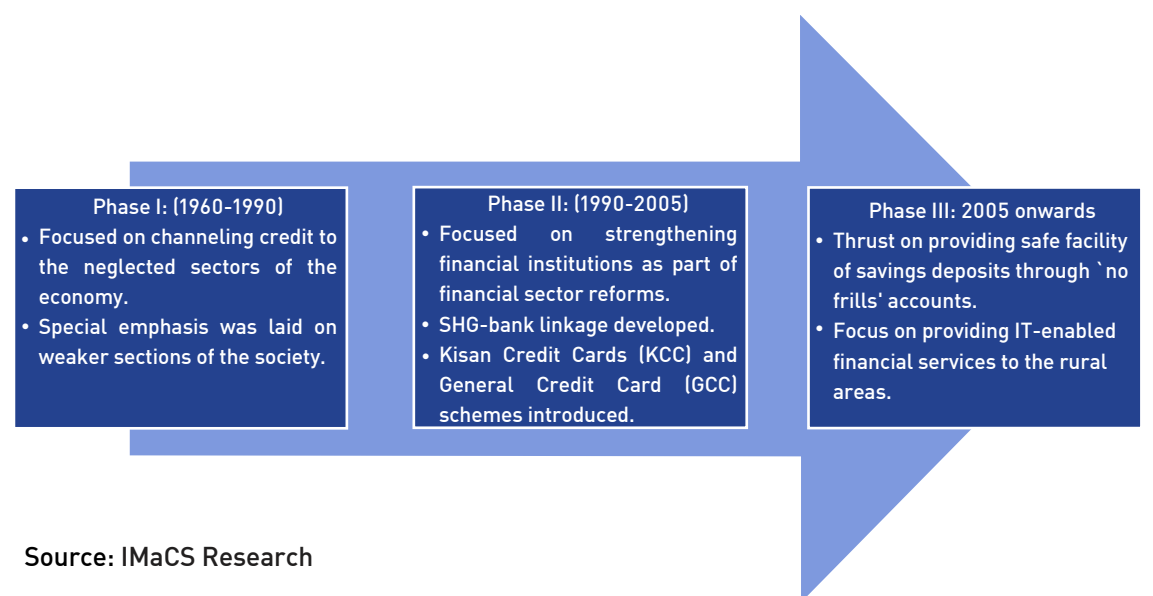 Phase I: (1960-1990)
• Focused on channeling credit to
the neglected sectors of the
economy.
• Special emphasis was laid on
weaker sections of the society.
Phase II: (1990-2005)
• Focused on strengthening
financial institutions as part of
financial sector reforms.
• SHG-bank linkage developed.
• Kisan Credit Cards (KCC) and
General Credit Card (GCC)
schemes introduced.
Phase III: 2005 onwards
• Thrust on providing safe facility
of savings deposits through `no
frills' accounts.
• Focus on providing IT-enabled
financial services to the rural
areas.
Source: IMaCS Research